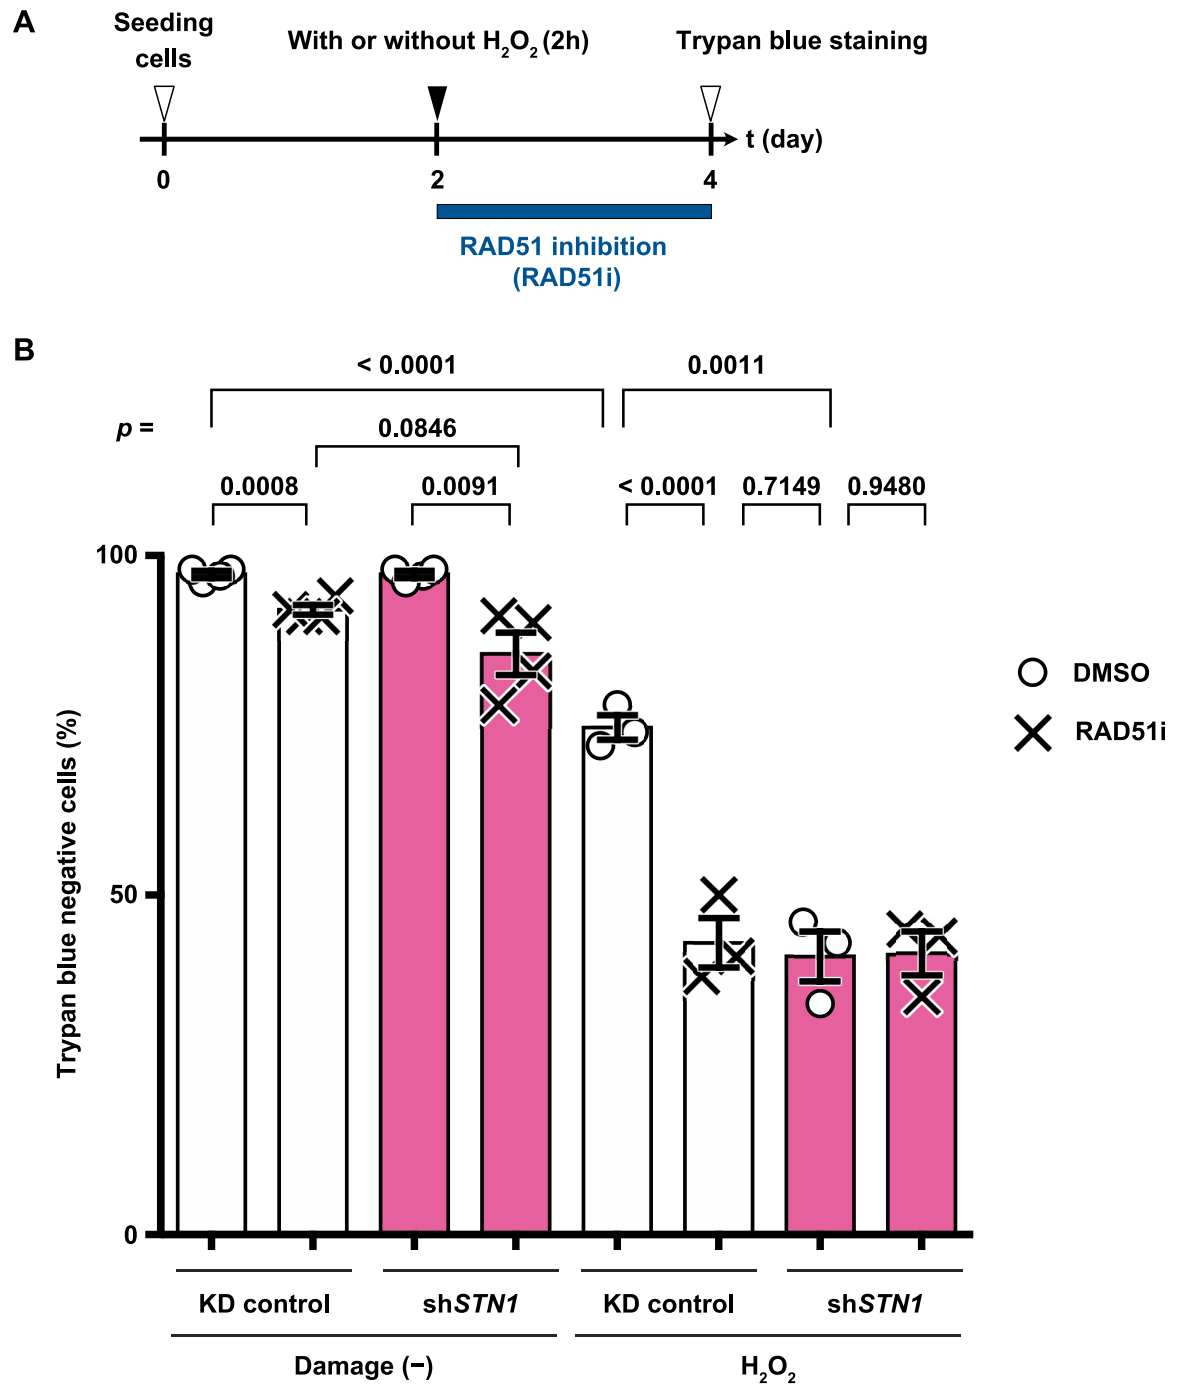 A
Seeding
cells
With or without H₂O₂ (2h)
Trypan blue staining
t (day)
0
2
4
RAD51 inhibition
(RAD51i)
B
< 0.0001
0.0011
p =
0.0846
0.0008
0.0091
< 0.0001
0.7149
0.9480
100
50
0
Trypan blue negative cells (%)
DMSO
RAD51i
KD control
shSTN1
KD control
shSTN1
Damage (−)
H₂O₂